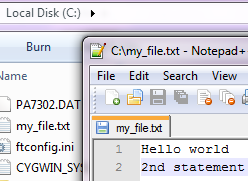 Local Disk (C:)
Burn
Name
PA7302.DAT
my_file.txt
ftconfig.ini
CYGWIN_SYS
C:\my_file.txt - Notepad+
File Edit Search View
my_file.txt
1 Hello world
2 2nd statement